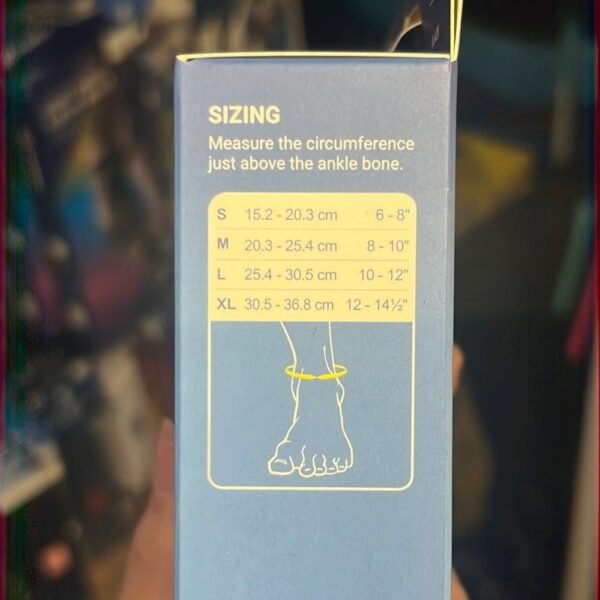 SIZING
Measure the circumference
just above the ankle bone.
S 15.2 - 20.3 cm 6 - 8"
M 20.3 - 25.4 cm 8 - 10"
L 25.4 - 30.5 cm 10 - 12"
XL 30.5 - 36.8 cm 12 - 14½"